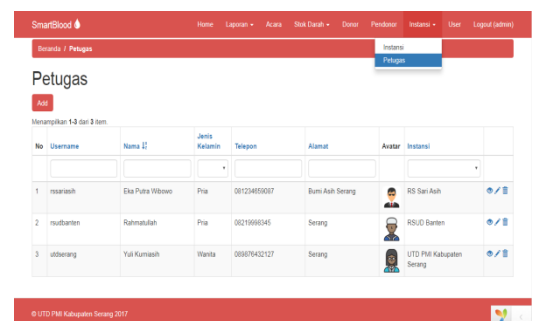 SmartBlood Home Laporan Acara Stok Darah Donor Pendonor Instansi User Logout (admin)
Instansi
Petugas
Beranda / Petugas
Petugas
Add
Menampilkan 1-3 dari 3 item.
No Username Nama Jenis Kelamin Telepon Alamat Avatar Instansi
1 rssariasih Eka Putra Wibowo Pria 081234659087 Bumi Asih Serang RS Sari Asih
2 rsudbanten Rahmatullah Pria 08219998345 Serang RSUD Banten
3 utdserang Yuli Kurniasih Wanita 089876432127 Serang UTD PMI Kabupaten
Serang
© UTD PMI Kabupaten Serang 2017